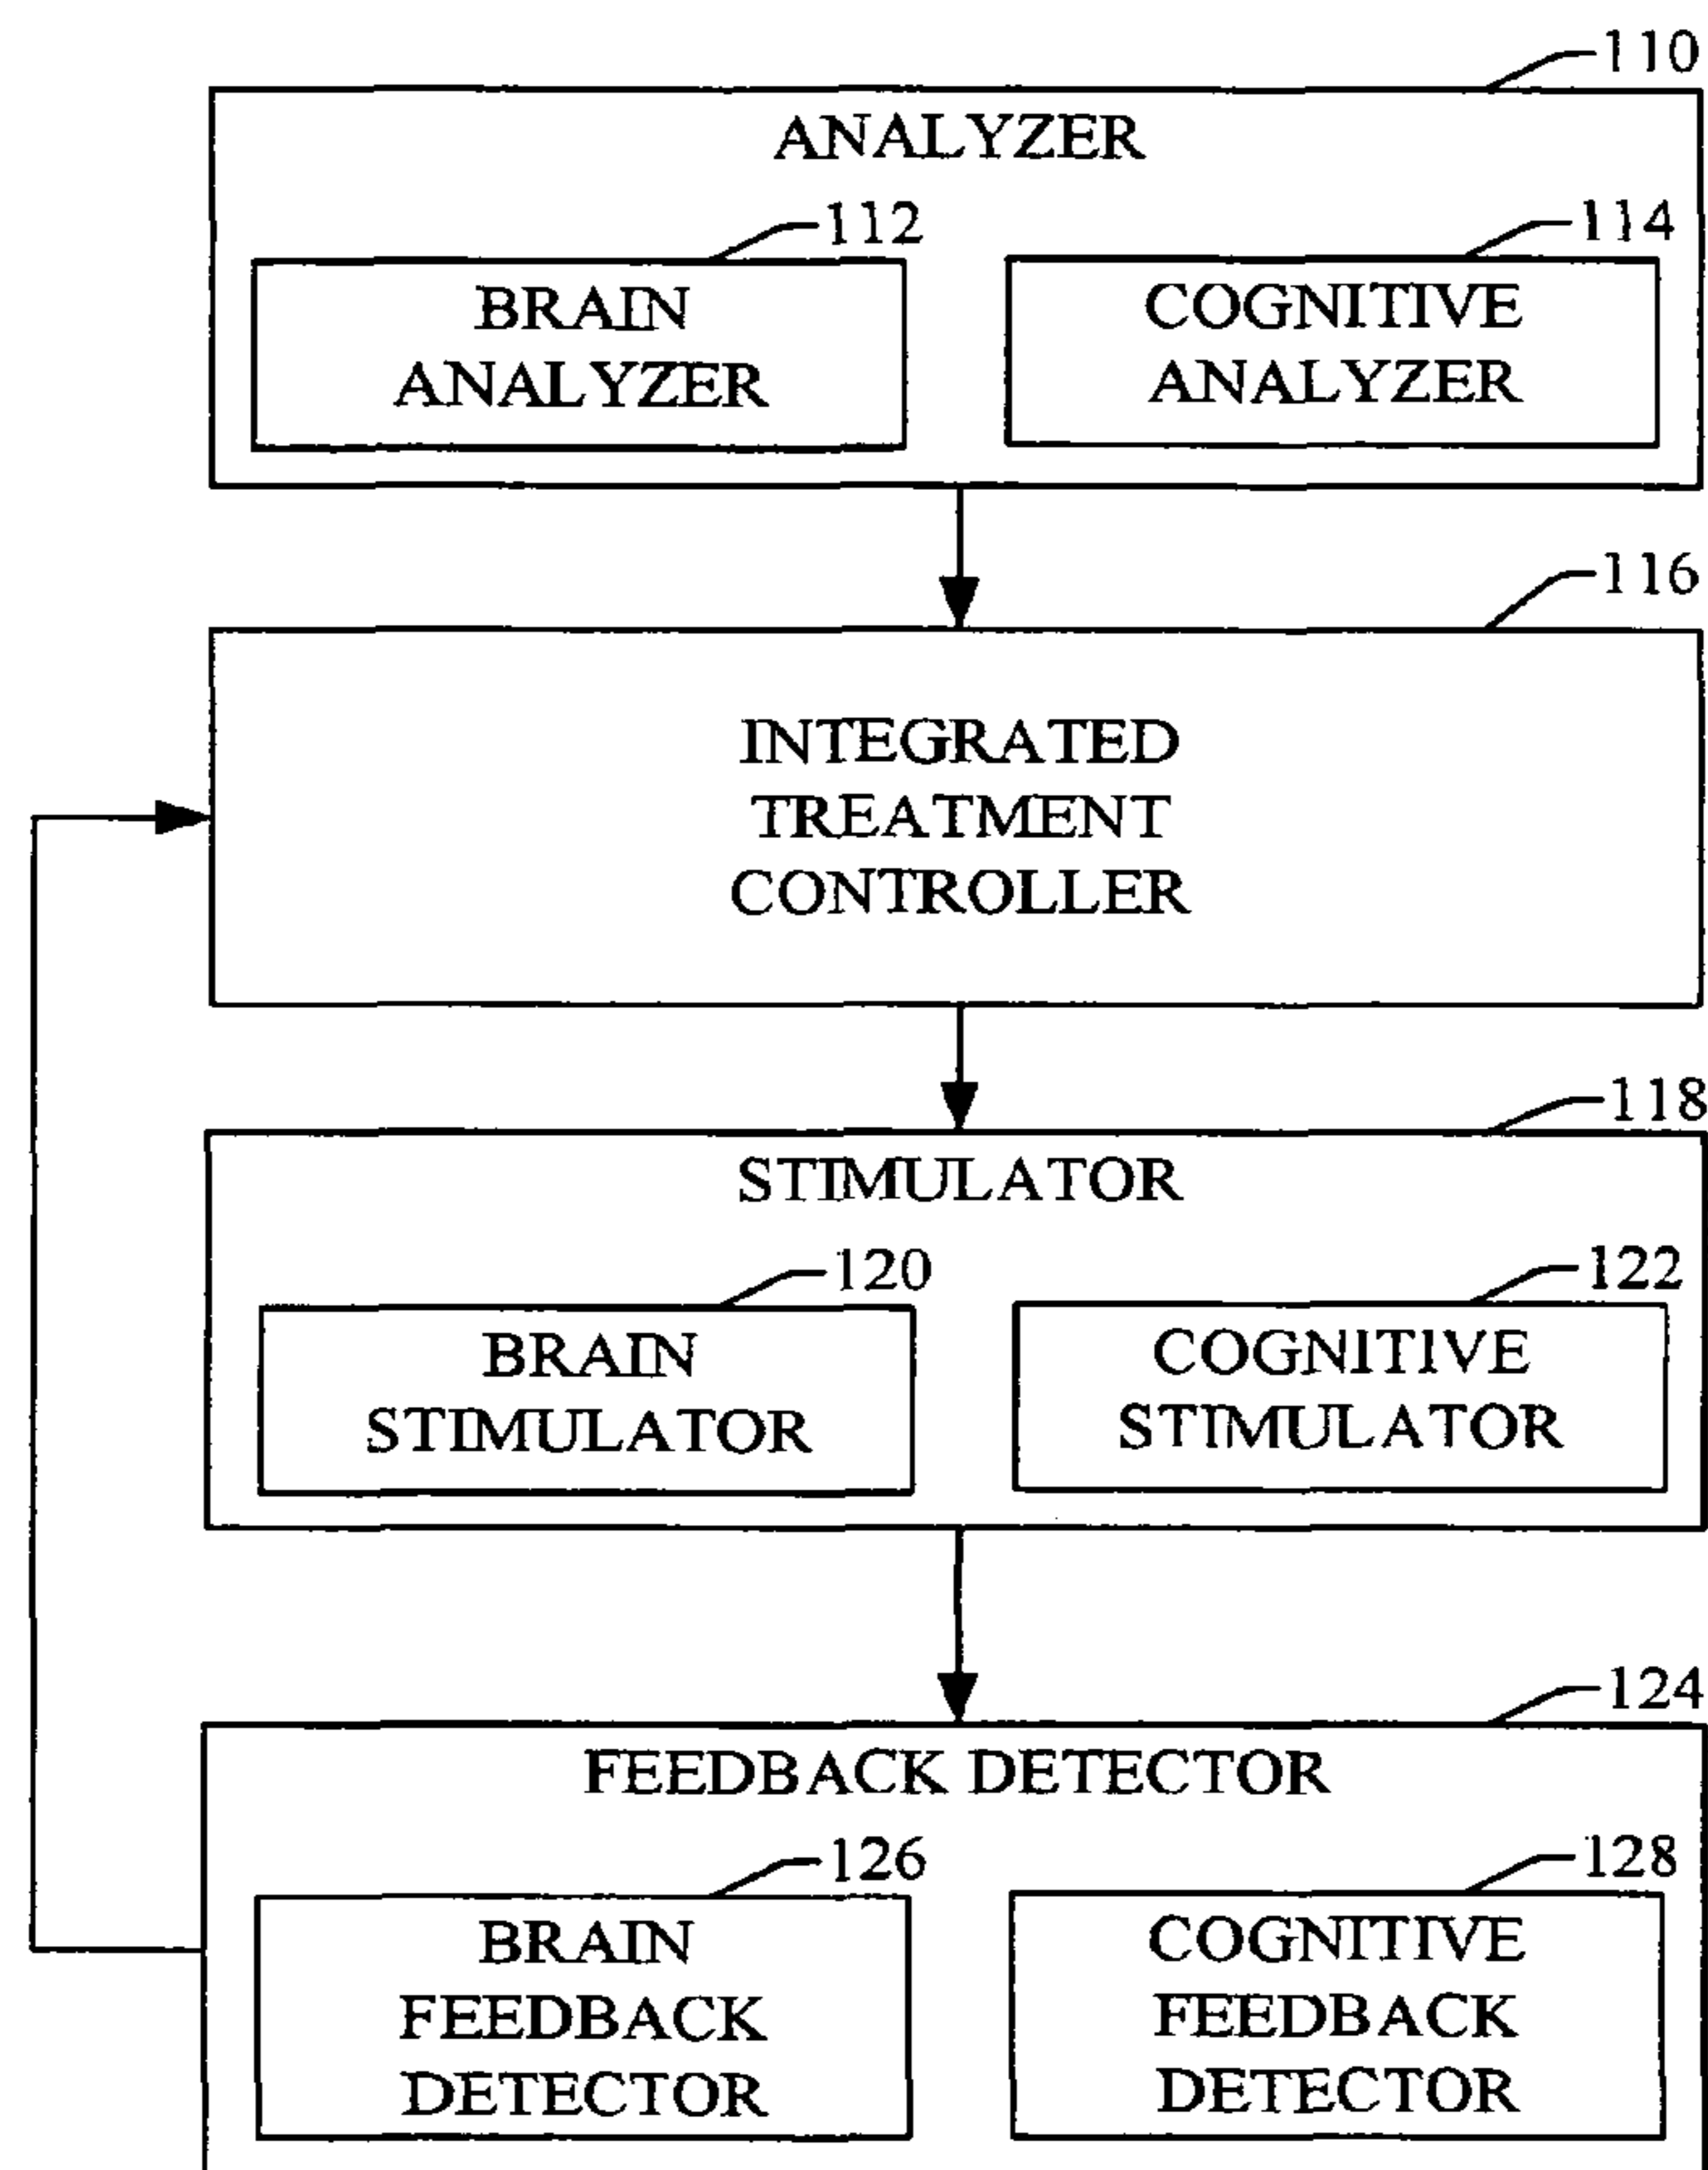 110
ANALYZER
112
114
BRAIN
ANALYZER
COGNITIVE
ANALYZER
116
INTEGRATED
TREATMENT
CONTROLLER
118
STIMULATOR
120
122
BRAIN
STIMULATOR
COGNITIVE
STIMULATOR
124
FEEDBACK DETECTOR
126
128
BRAIN
FEEDBACK
DETECTOR
COGNITIVE
FEEDBACK
DETECTOR